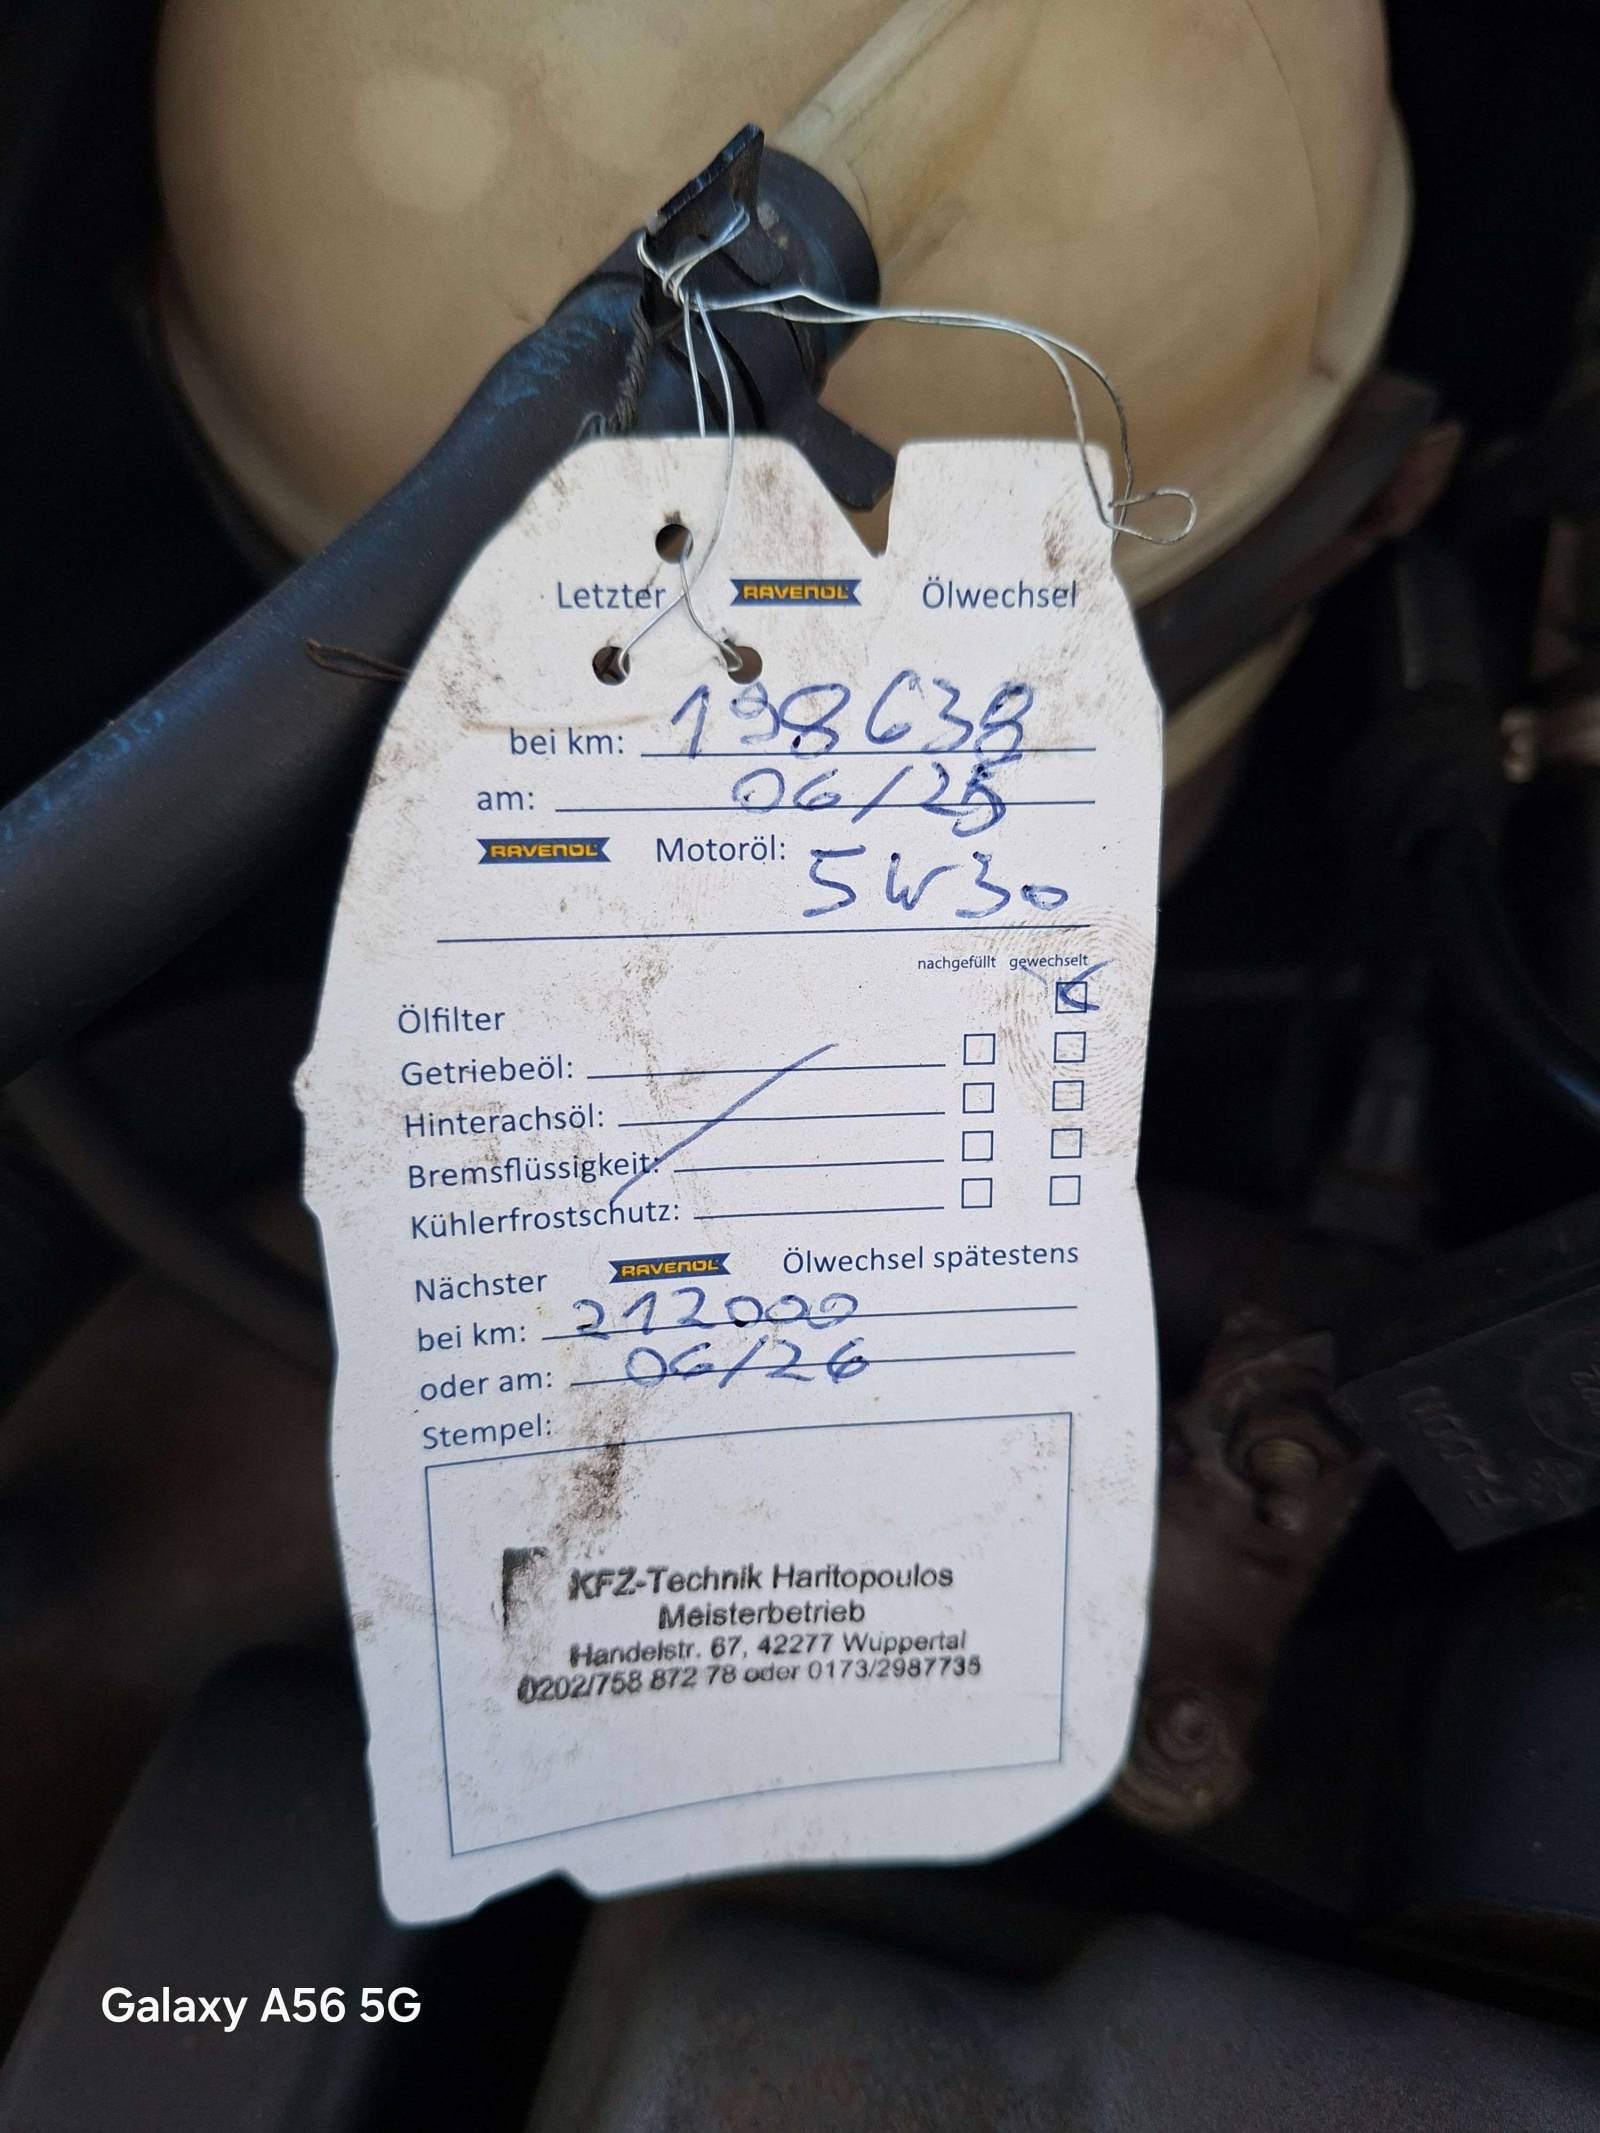 Letzter RAVENOL Ölwechsel
bei km: 198638
am: 06/25
RAVENOL Motoröl: 5W30
nachgefüllt gewechselt
Ölfilter
Getriebeöl:
Hinterachsöl:
Bremsflüssigkeit:
Kühlerfrostschutz:
Nächster RAVENOL Ölwechsel spätestens
bei km: 212000
oder am: 06/26
Stempel:
KFZ-Technik Haritopoulos
Meisterbetrieb
Handelstr. 67, 42277 Wuppertal
0202/758 872 78 oder 0173/2987735
Galaxy A56 5G